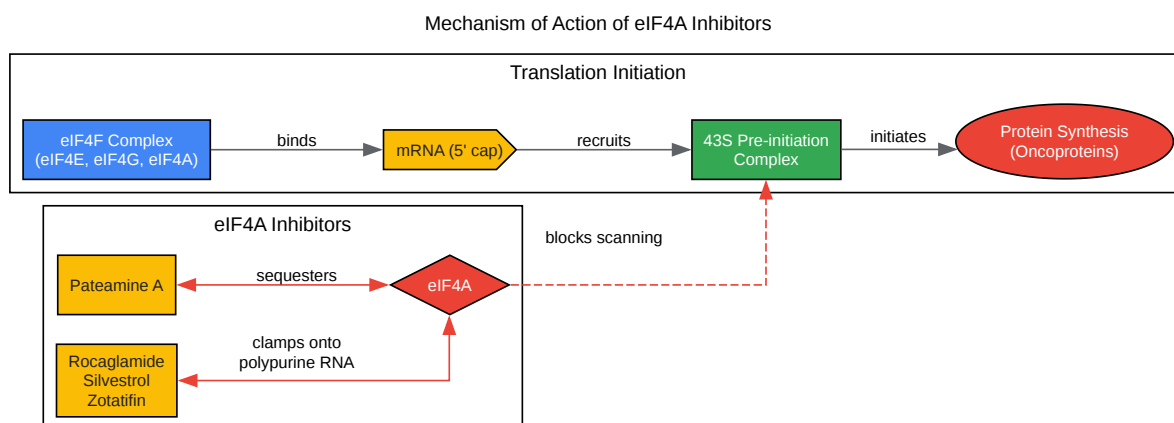 Mechanism of Action of eIF4A Inhibitors
Translation Initiation
eIF4F Complex
(eIF4E, eIF4G, eIF4A)
binds
mRNA (5' cap)
recruits
43S Pre-initiation
Complex
initiates
Protein Synthesis
(Oncoproteins)
eIF4A Inhibitors
blocks scanning
Pateamine A
sequesters
eIF4A
clamps onto
polypurine RNA
Rocaglamide
Silvestrol
Zotatifin